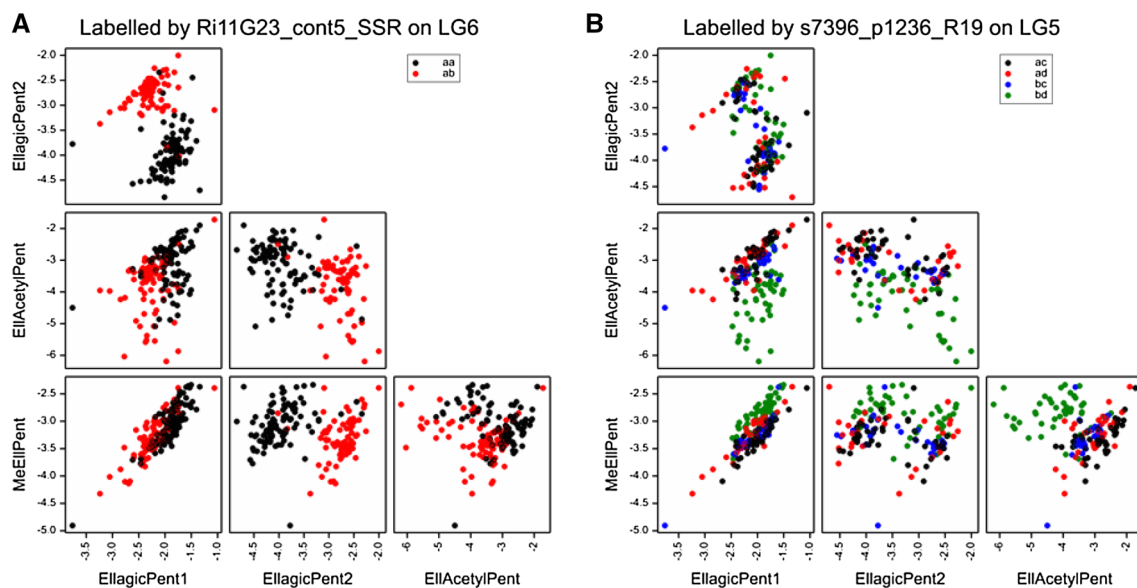 A
Labelled by Ri11G23_cont5_SSR on LG6
aa
ab
EllagicPent2
-2.0
-2.5
-3.0
-3.5
-4.0
-4.5
EllAcetylPent
-2
-3
-4
-5
-6
MeEllPent
-2.5
-3.0
-3.5
-4.0
-4.5
-5.0
-3.5 -3.0 -2.5 -2.0 -1.5 -1.0
-4.5 -4.0 -3.5 -3.0 -2.5 -2.0
-6 -5 -4 -3 -2
EllagicPent1 EllagicPent2 EllAcetylPent
B
Labelled by s7396_p1236_R19 on LG5
ac
ad
bc
bd
EllagicPent2
-2.0
-2.5
-3.0
-3.5
-4.0
-4.5
EllAcetylPent
-2
-3
-4
-5
-6
MeEllPent
-2.5
-3.0
-3.5
-4.0
-4.5
-5.0
-3.5 -3.0 -2.5 -2.0 -1.5 -1.0
-4.5 -4.0 -3.5 -3.0 -2.5 -2.0
-6 -5 -4 -3 -2
EllagicPent1 EllagicPent2 EllAcetylPent